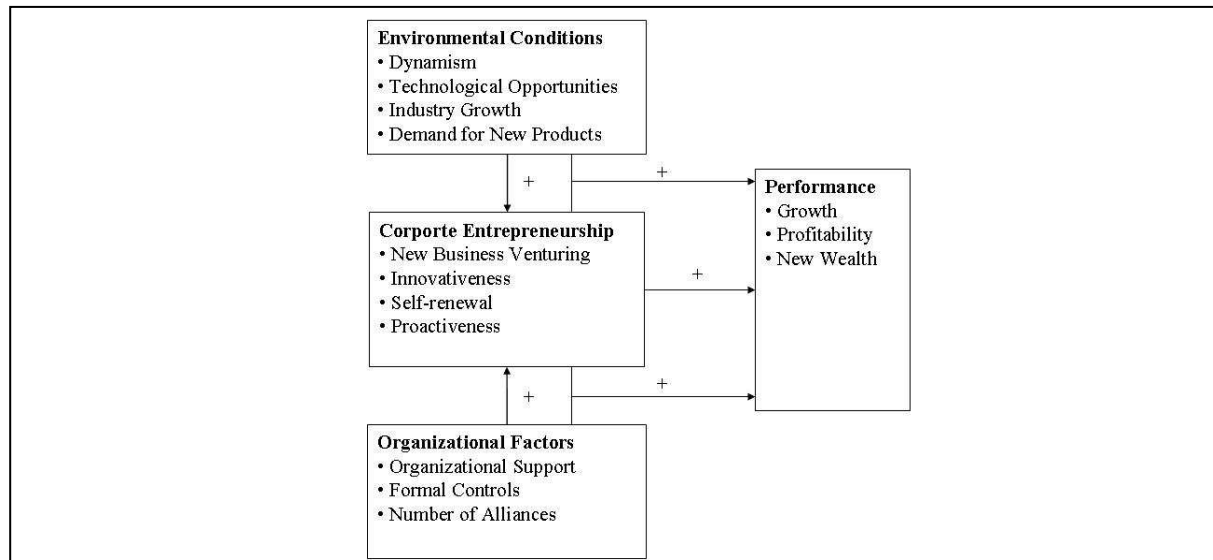 Environmental Conditions
• Dynamism
• Technological Opportunities
• Industry Growth
• Demand for New Products
+
+
Performance
• Growth
• Profitability
• New Wealth
Corporte Entrepreneurship
• New Business Venturing
• Innovativeness
• Self-renewal
• Proactiveness
+
+
+
Organizational Factors
• Organizational Support
• Formal Controls
• Number of Alliances